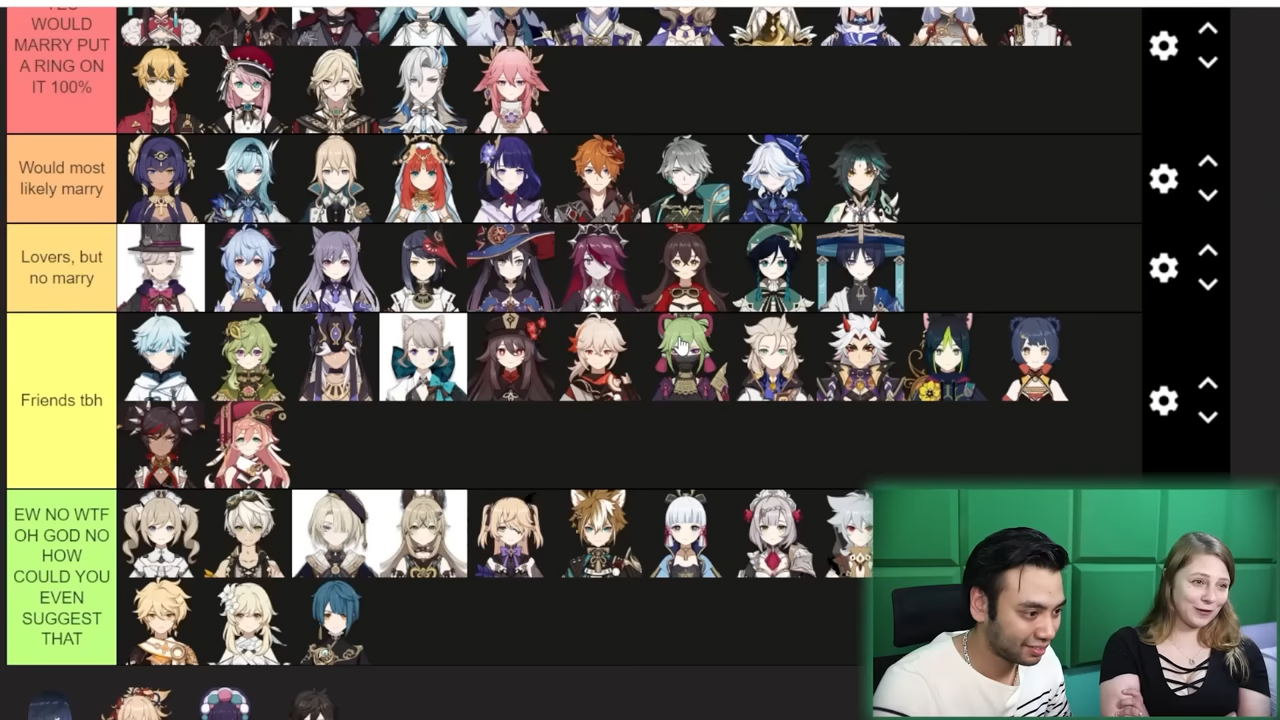 YES
WOULD
MARRY PUT
A RING ON
IT 100%
Would most
likely marry
Lovers, but
no marry
Friends tbh
EW NO WTF
OH GOD NO
HOW
COULD YOU
EVEN
SUGGEST
THAT